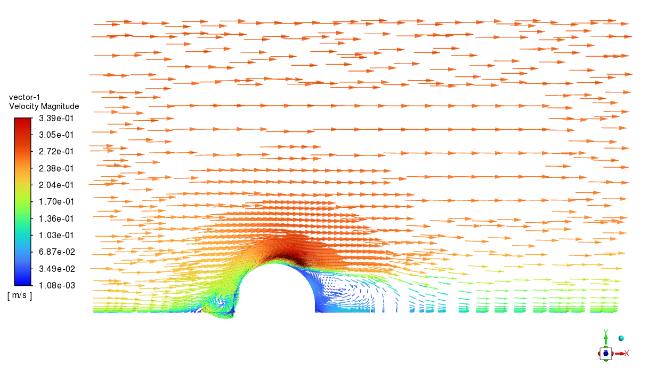 vector-1
Velocity Magnitude
3.39e-01
3.05e-01
2.72e-01
2.38e-01
2.04e-01
1.70e-01
1.36e-01
1.03e-01
6.87e-02
3.49e-02
1.08e-03
[ m/s ]
Y
X